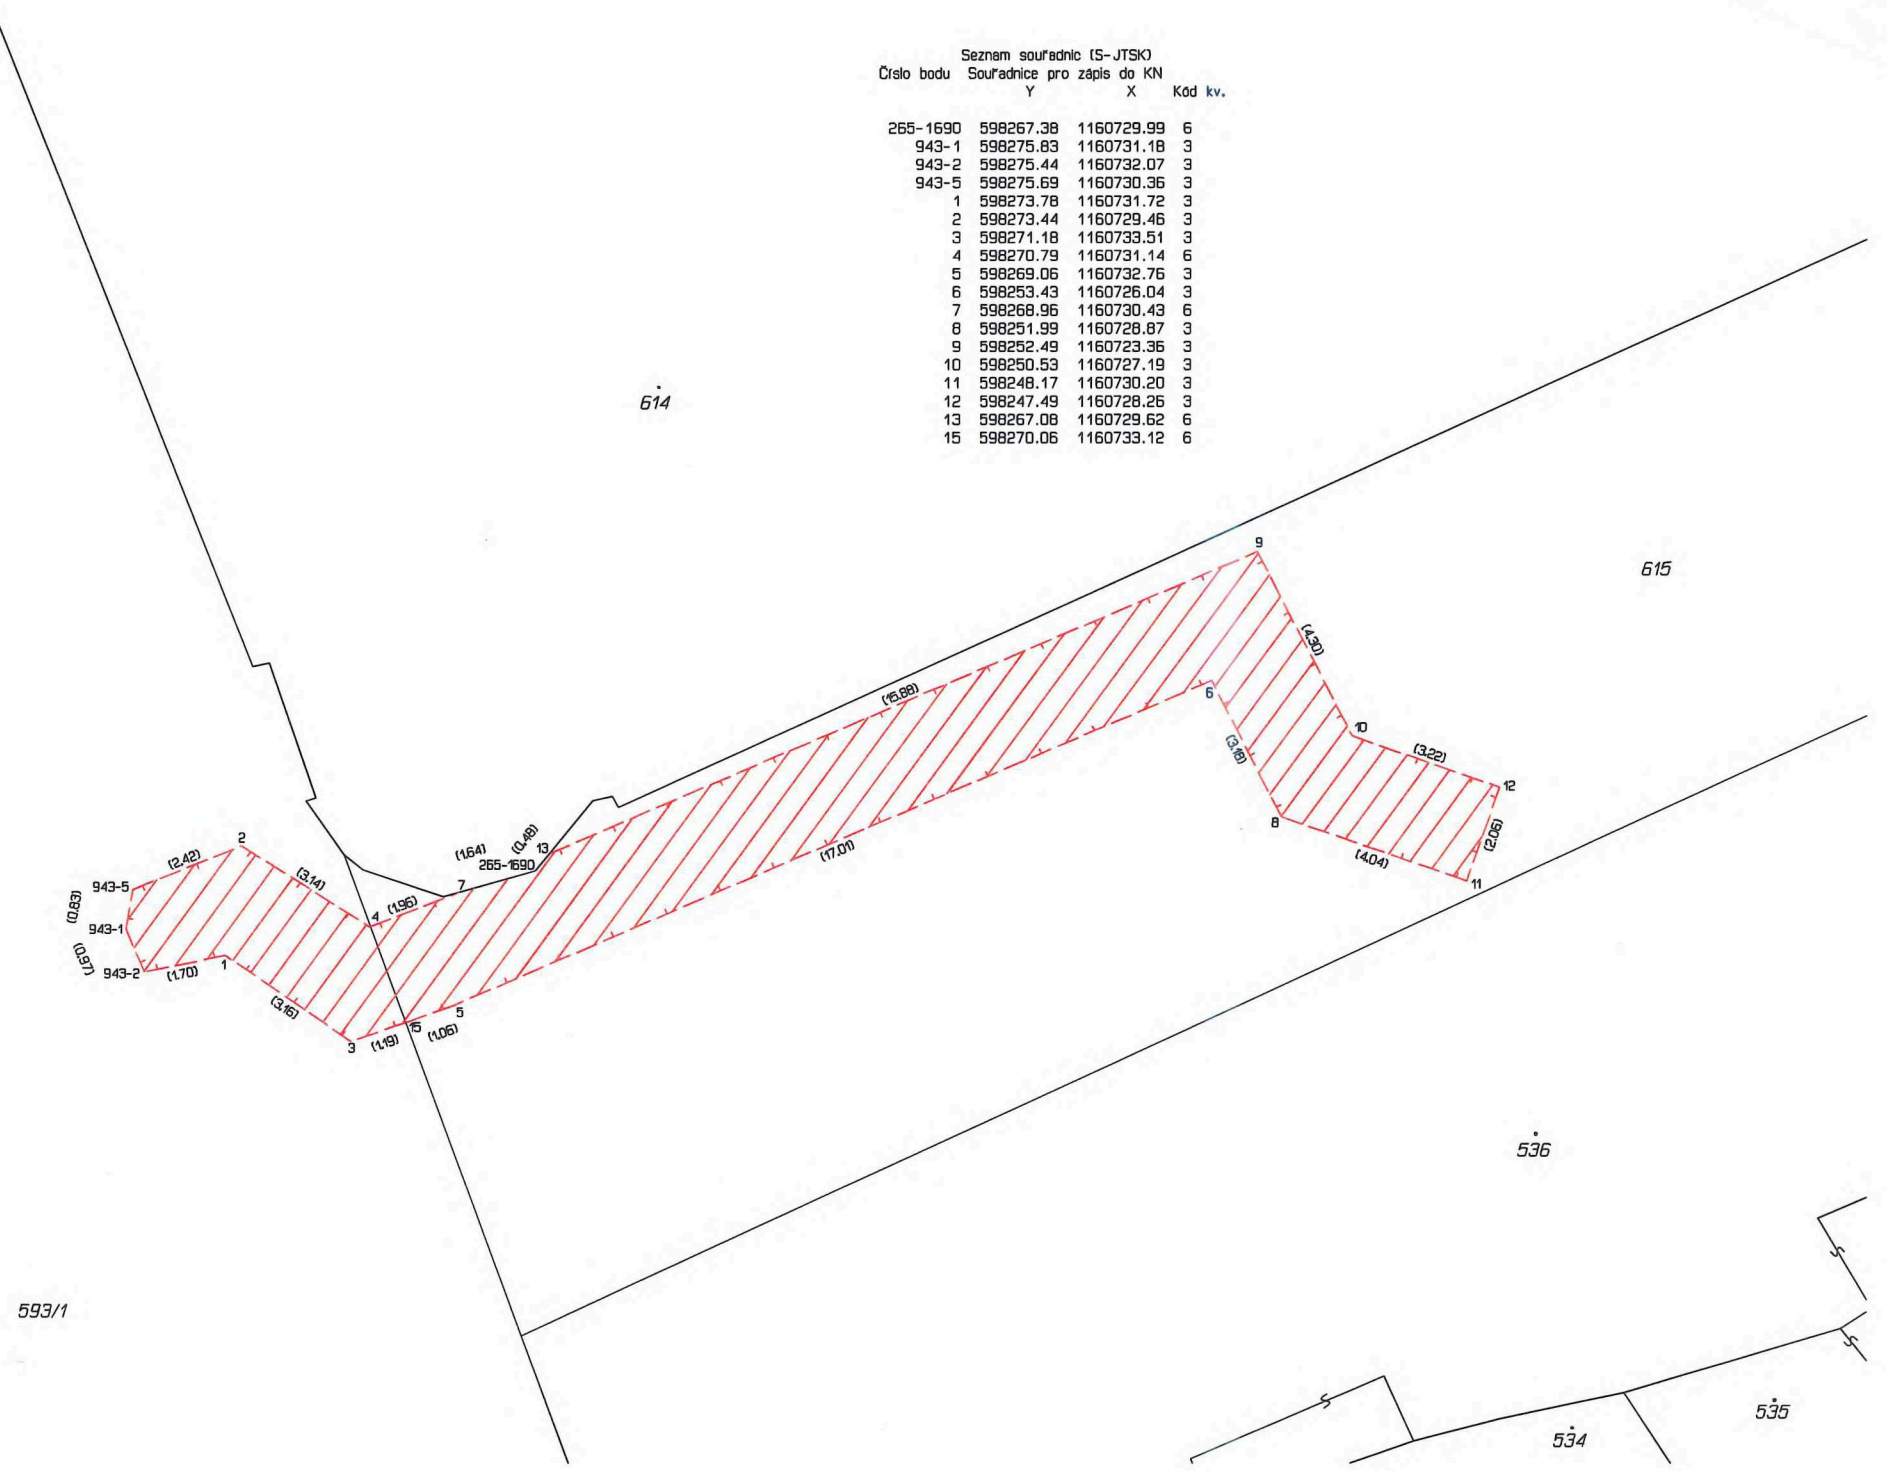 Seznam souřadnic (S-JTSK)
Číslo bodu Souřadnice pro zápis do KN
Y X Kód kv.
265-1690 598267.38 1160729.99 6
943-1 598275.83 1160731.18 3
943-2 598275.44 1160732.07 3
943-5 598275.69 1160730.36 3
1 598273.78 1160731.72 3
2 598273.44 1160729.46 3
3 598271.18 1160733.51 3
4 598270.79 1160731.14 6
5 598269.06 1160732.76 3
6 598253.43 1160726.04 3
7 598268.96 1160730.43 6
8 598251.99 1160728.87 3
9 598252.49 1160723.36 3
10 598250.53 1160727.19 3
11 598248.17 1160730.20 3
12 598247.49 1160728.26 3
13 598267.08 1160729.62 6
15 598270.06 1160733.12 6
614
9
615
(4.30)
(15.88)
6
10
(3.18)
(3.22)
12
8
(2.06)
(4.04)
11
2
(0.48)
13
(1.64)
265-1690
(17.01)
(2.42)
943-5
(3.14)
7
(0.83)
4
(1.96)
943-1
(0.97)
943-2
(1.70)
1
(3.16)
5
15
(1.06)
3
(1.19)
536
593/1
535
534